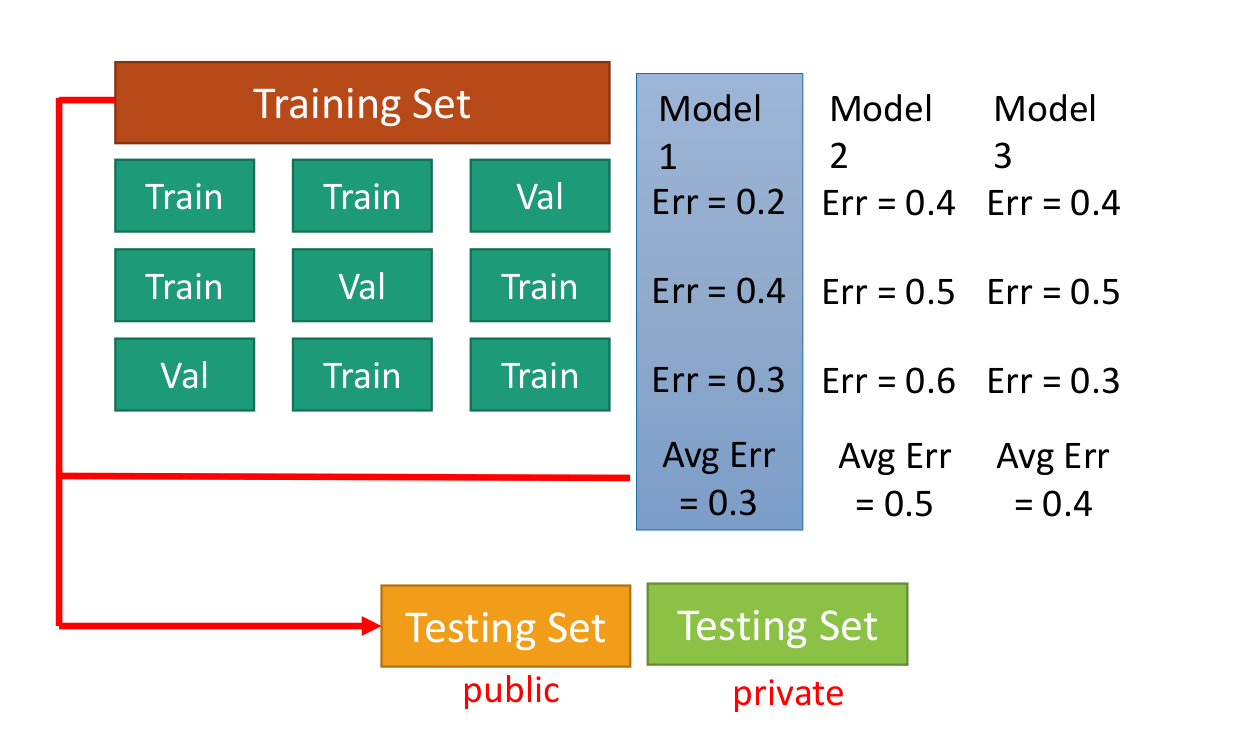 Training Set
Model 1
Model 2
Model 3
Train Train Val
Err = 0.2 Err = 0.4 Err = 0.4
Train Val Train
Err = 0.4 Err = 0.5 Err = 0.5
Val Train Train
Err = 0.3 Err = 0.6 Err = 0.3
Avg Err = 0.3
Avg Err = 0.5
Avg Err = 0.4
Testing Set
public
Testing Set
private